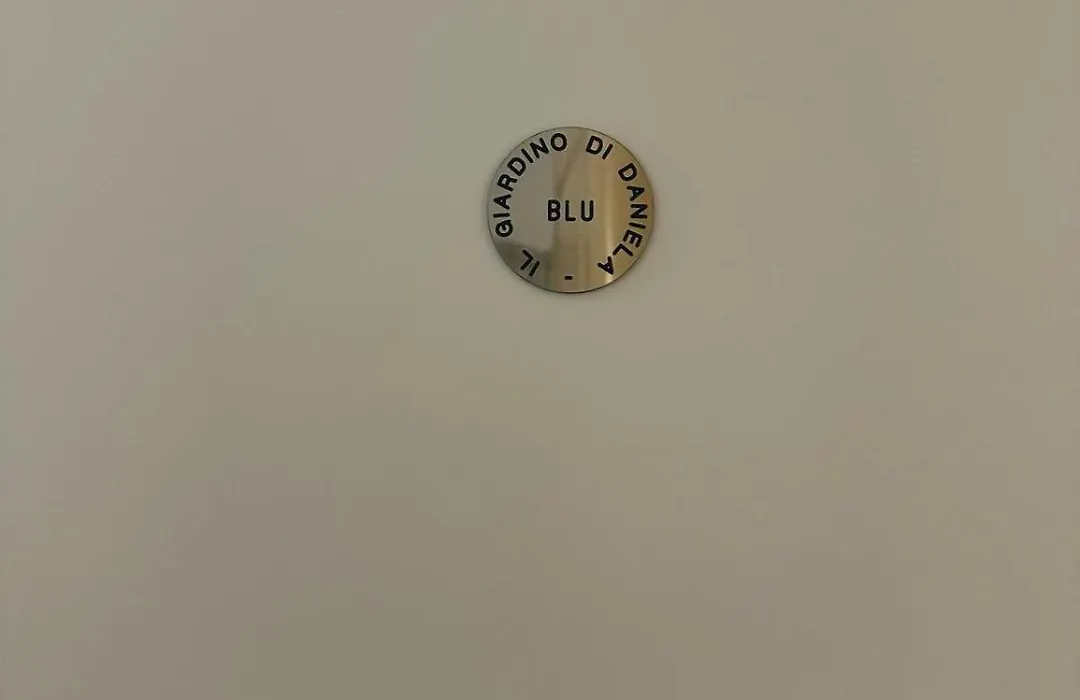 IL GIARDINO DI DANIELA -
BLU